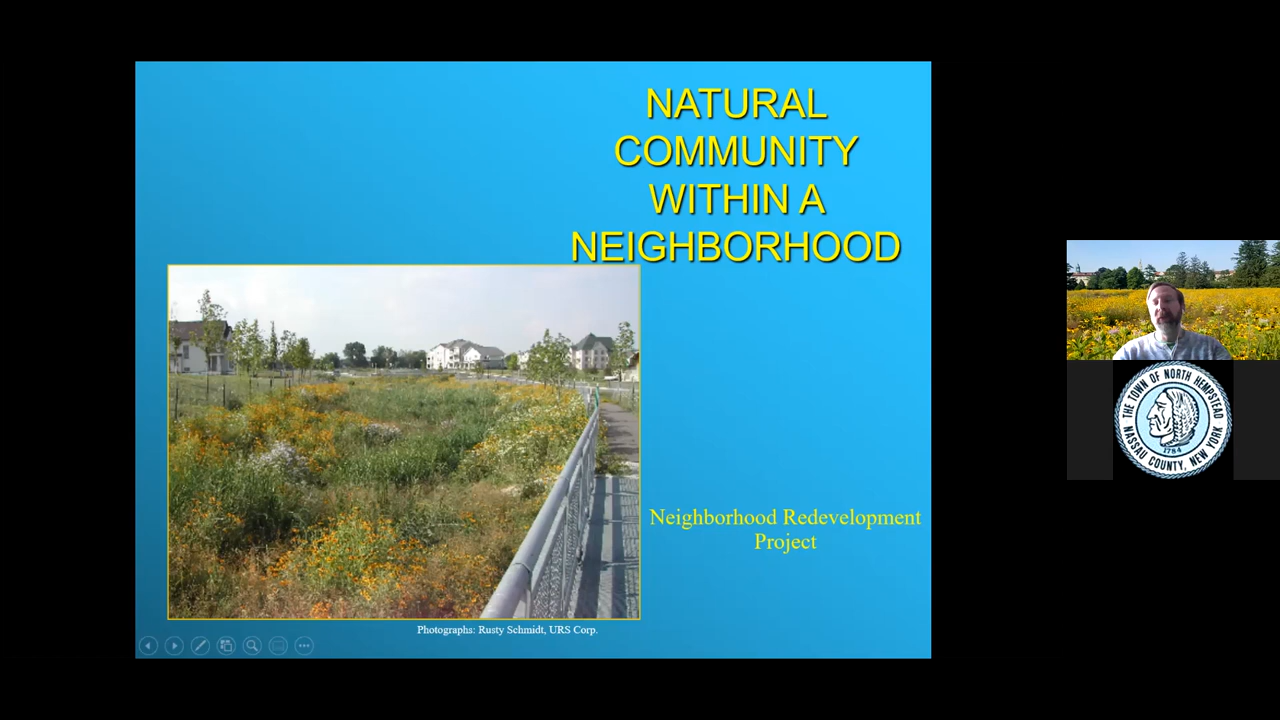 NATURAL
COMMUNITY
WITHIN A
NEIGHBORHOOD
Neighborhood Redevelopment
Project
Photographs: Rusty Schmidt, URS Corp.
THE TOWN OF NORTH HEMPSTEAD
1784
NASSAU COUNTY, NEW YORK